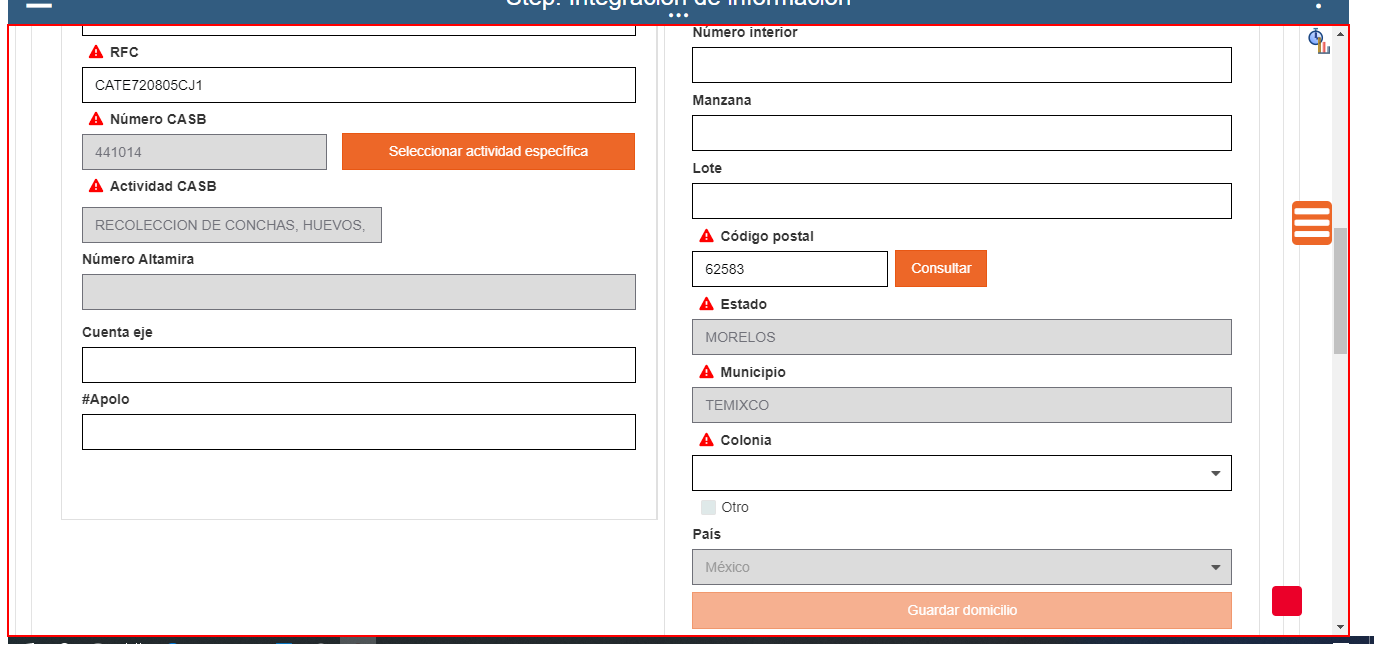 Step: Integración de información
RFC
CATE720805CJ1
Número CASB
441014
Seleccionar actividad específica
Actividad CASB
RECOLECCION DE CONCHAS, HUEVOS,
Número Altamira
Cuenta eje
#Apolo
Número interior
Manzana
Lote
Código postal
62583
Consultar
Estado
MORELOS
Municipio
TEMIXCO
Colonia
Otro
País
México
Guardar domicilio